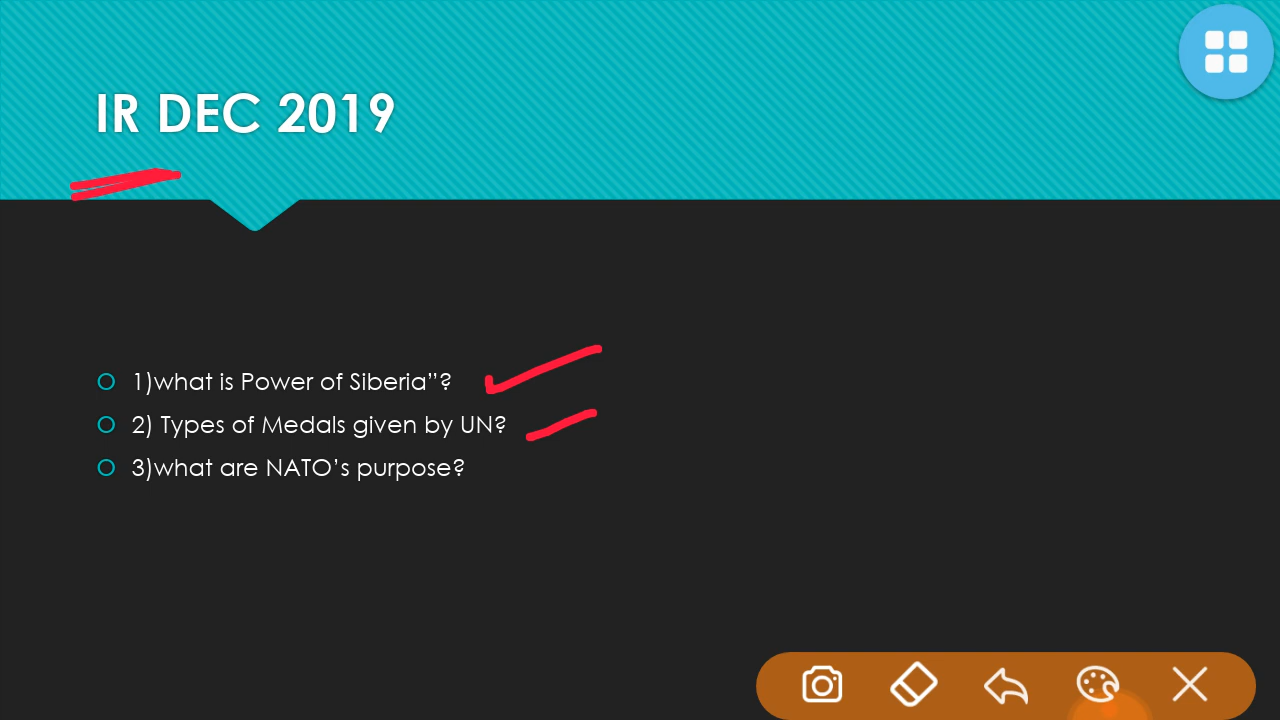 IR DEC 2019
1)what is Power of Siberia”?
2) Types of Medals given by UN?
3)what are NATO’s purpose?